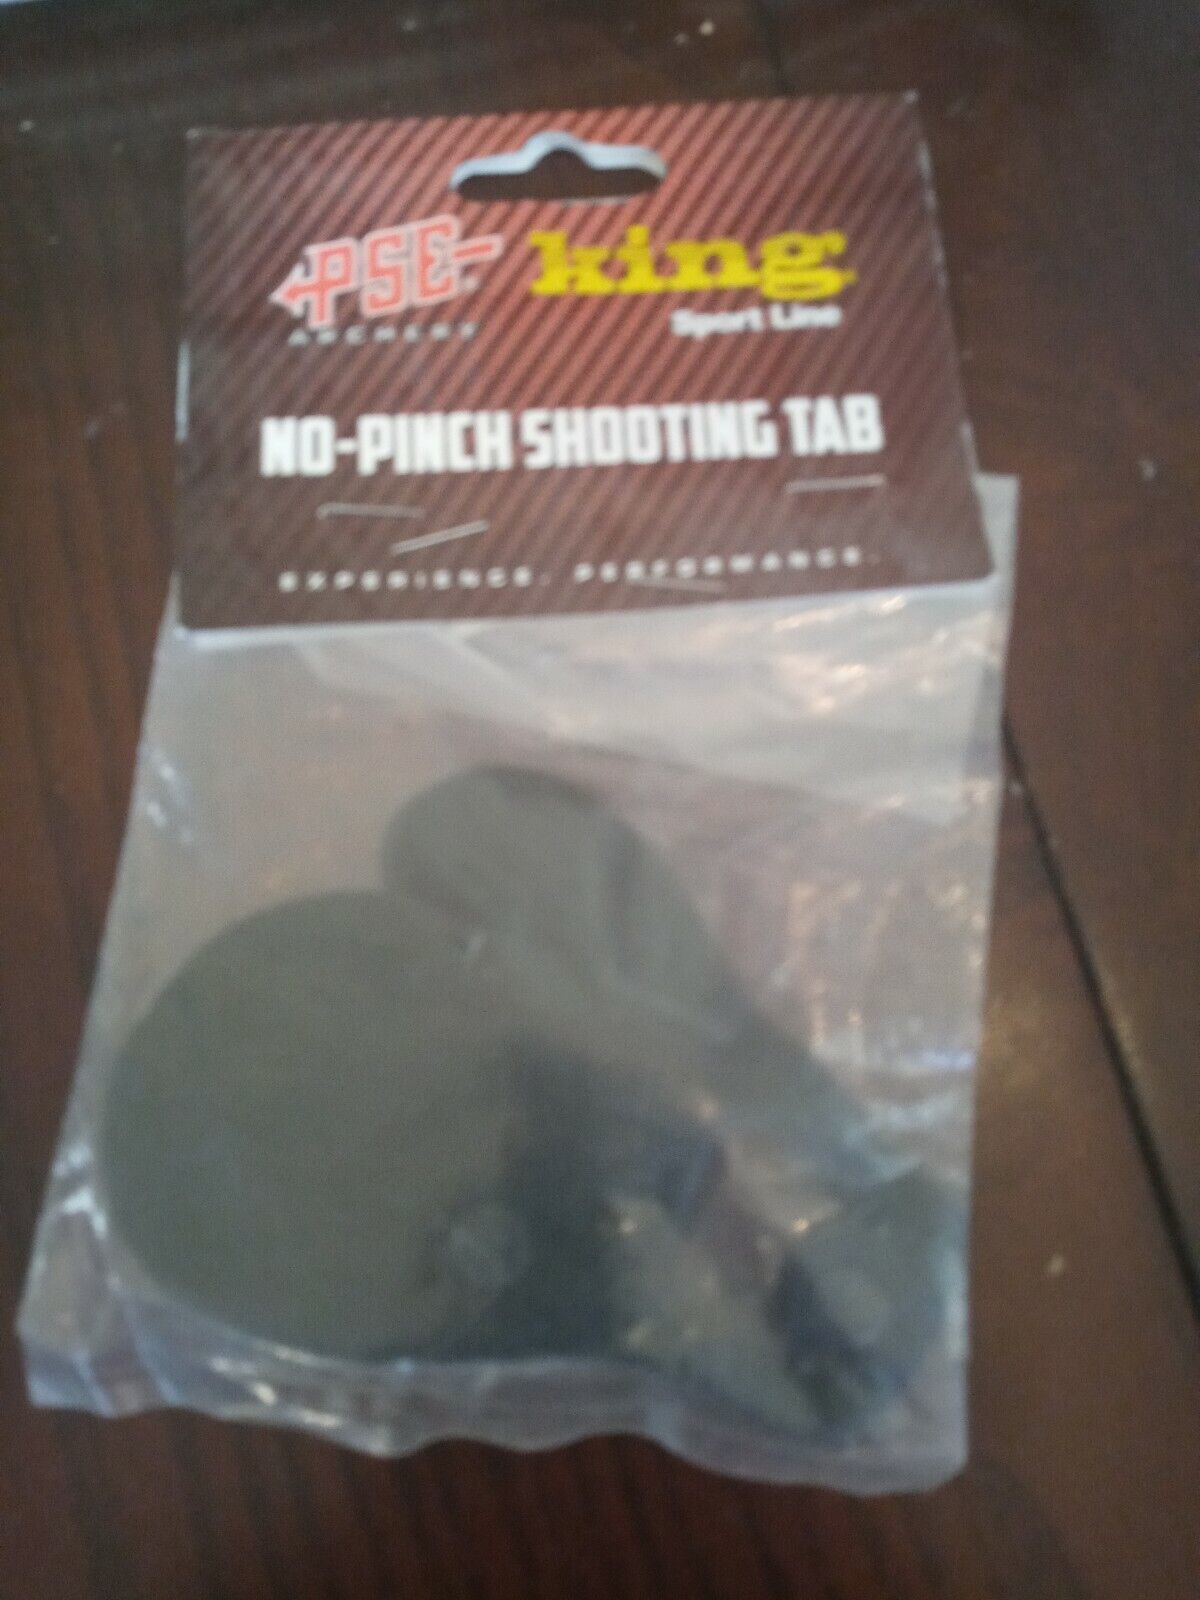 PSE king
ARCHERY Sport Line
NO-PINCH SHOOTING TAB
EXPERIENCE. PERFORMANCE.